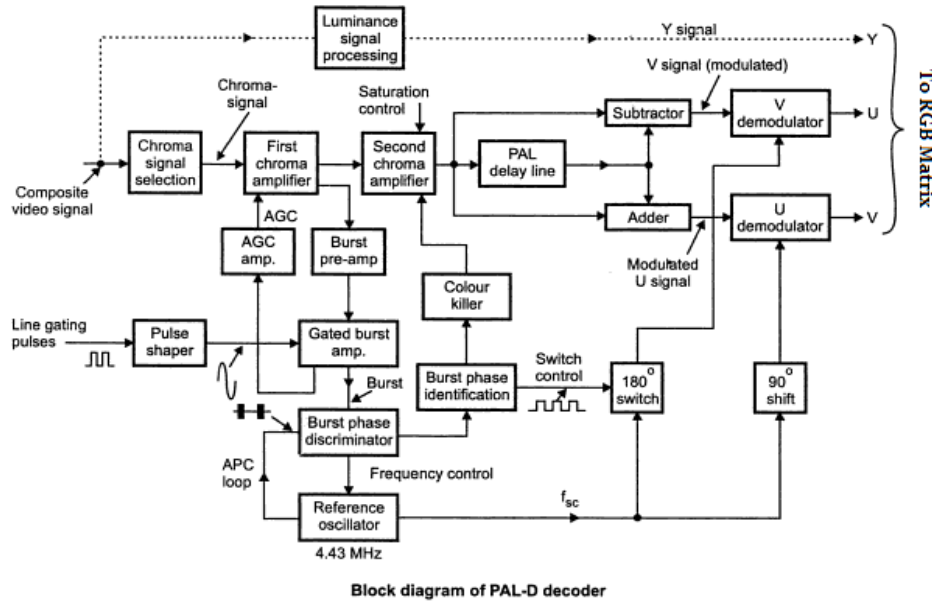 Luminance
signal
processing
Y signal
Y
Chroma-
signal
Saturation
control
V signal (modulated)
To RGB Matrix
Chroma
signal
selection
First
chroma
amplifier
Second
chroma
amplifier
PAL
delay line
Subtractor
V
demodulator
U
Composite
video signal
AGC
AGC
amp.
Burst
pre-amp
Adder
U
demodulator
V
Modulated
U signal
Colour
killer
Line gating
pulses
Pulse
shaper
Gated burst
amp.
Burst
Burst phase
identification
Switch
control
180°
switch
90°
shift
Burst phase
discriminator
APC
loop
Frequency control
Reference
oscillator
fsc
4.43 MHz
Block diagram of PAL-D decoder